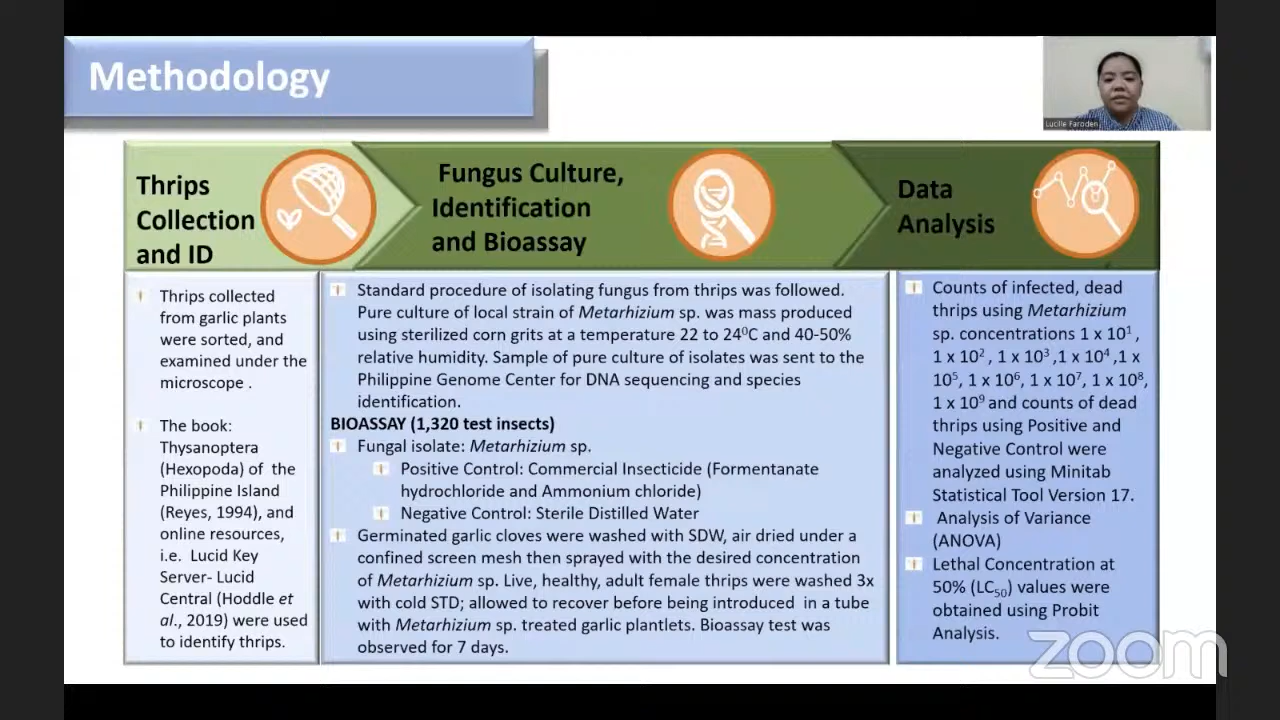 Methodology
Lucille Faroden
Thrips
Collection
and ID
Fungus Culture,
Identification
and Bioassay
Data
Analysis
Thrips collected
from garlic plants
were sorted, and
examined under the
microscope .
The book:
Thysanoptera
(Hexopoda) of the
Philippine Island
(Reyes, 1994), and
online resources,
i.e. Lucid Key
Server- Lucid
Central (Hoddle et
al., 2019) were used
to identify thrips.
Standard procedure of isolating fungus from thrips was followed.
Pure culture of local strain of Metarhizium sp. was mass produced
using sterilized corn grits at a temperature 22 to 24⁰C and 40-50%
relative humidity. Sample of pure culture of isolates was sent to the
Philippine Genome Center for DNA sequencing and species
identification.
BIOASSAY (1,320 test insects)
Fungal isolate: Metarhizium sp.
Positive Control: Commercial Insecticide (Formentanate
hydrochloride and Ammonium chloride)
Negative Control: Sterile Distilled Water
Germinated garlic cloves were washed with SDW, air dried under a
confined screen mesh then sprayed with the desired concentration
of Metarhizium sp. Live, healthy, adult female thrips were washed 3x
with cold STD; allowed to recover before being introduced in a tube
with Metarhizium sp. treated garlic plantlets. Bioassay test was
observed for 7 days.
Counts of infected, dead
thrips using Metarhizium
sp. concentrations 1 x 10¹ ,
1 x 10² , 1 x 10³ ,1 x 10⁴ ,1 x
10⁵, 1 x 10⁶, 1 x 10⁷, 1 x 10⁸,
1 x 10⁹ and counts of dead
thrips using Positive and
Negative Control were
analyzed using Minitab
Statistical Tool Version 17.
Analysis of Variance
(ANOVA)
Lethal Concentration at
50% (LC₅₀) values were
obtained using Probit
Analysis.
zoom